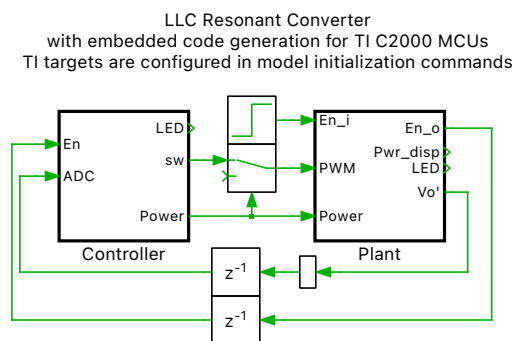 LLC Resonant Converter
with embedded code generation for TI C2000 MCUs
TI targets are configured in model initialization commands
En
ADC
LED
sw
Power
Controller
En_i
PWM
Power
En_o
Pwr_disp
LED
Vo'
Plant
z⁻¹
z⁻¹